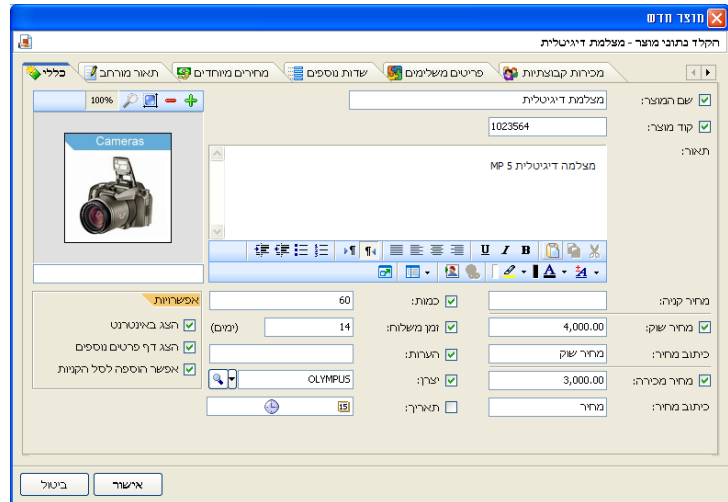 מוצר חדש
הקלד נתוני מוצר - מצלמת דיגיטלית
מכירות קבוצתיות פריטים משלימים שדות נוספים מחירים מיוחדים תאור מורחב כללי
שם המוצר: מצלמת דיגיטלית 100%
קוד מוצר: 1023564
Cameras
תאור:
מצלמה דיגיטלית 5 MP
U I B
A A
מחיר קניה: כמות: 60 אפשרויות
מחיר שוק: 4,000.00 זמן משלוח: 14 (ימים) הצג באינטרנט
כיתוב מחיר: מחיר שוק הערות: הצג דף פרטים נוספים
מחיר מכירה: 3,000.00 יצרן: OLYMPUS אפשר הוספה לסל הקניות
כיתוב מחיר: מחיר תאריך: 15
אישור ביטול